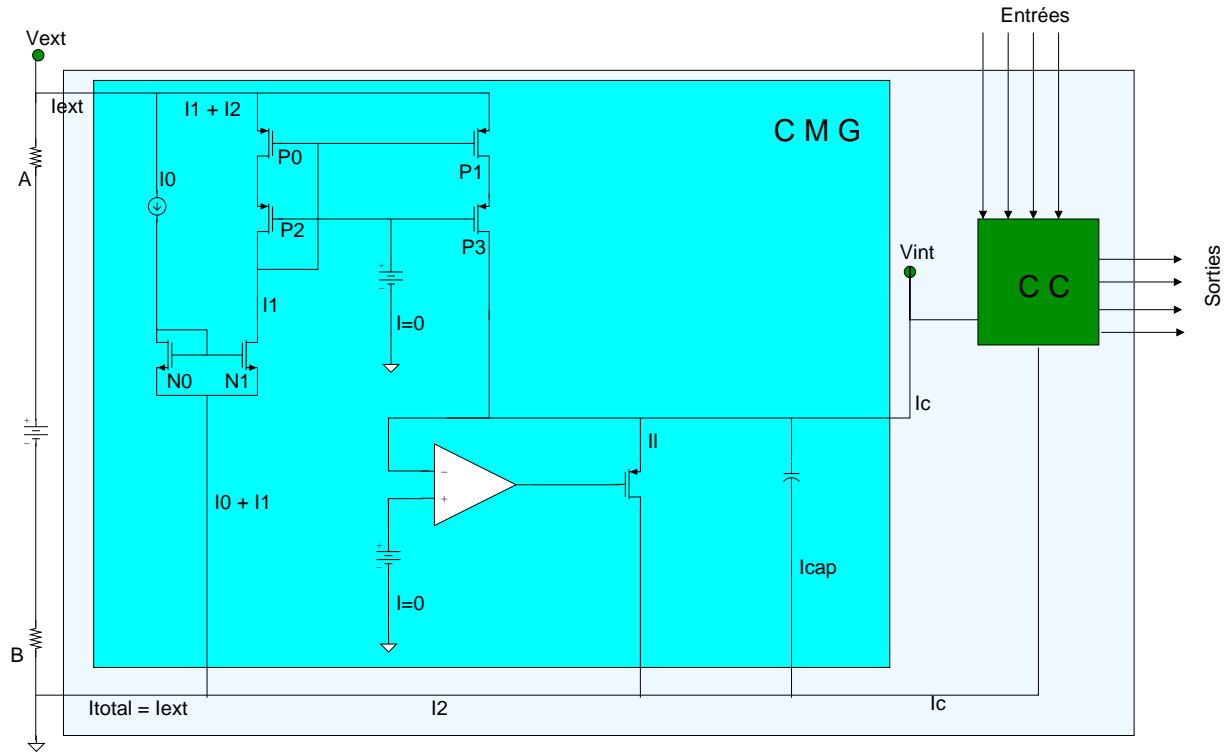 Entrées
Vext
Iext
I1 + I2
C M G
P0
P1
A
I0
P2
P3
Vint
C C
Sorties
I1
I=0
N0
N1
Ic
Il
I0 + I1
Icap
I=0
B
Itotal = Iext
I2
Ic